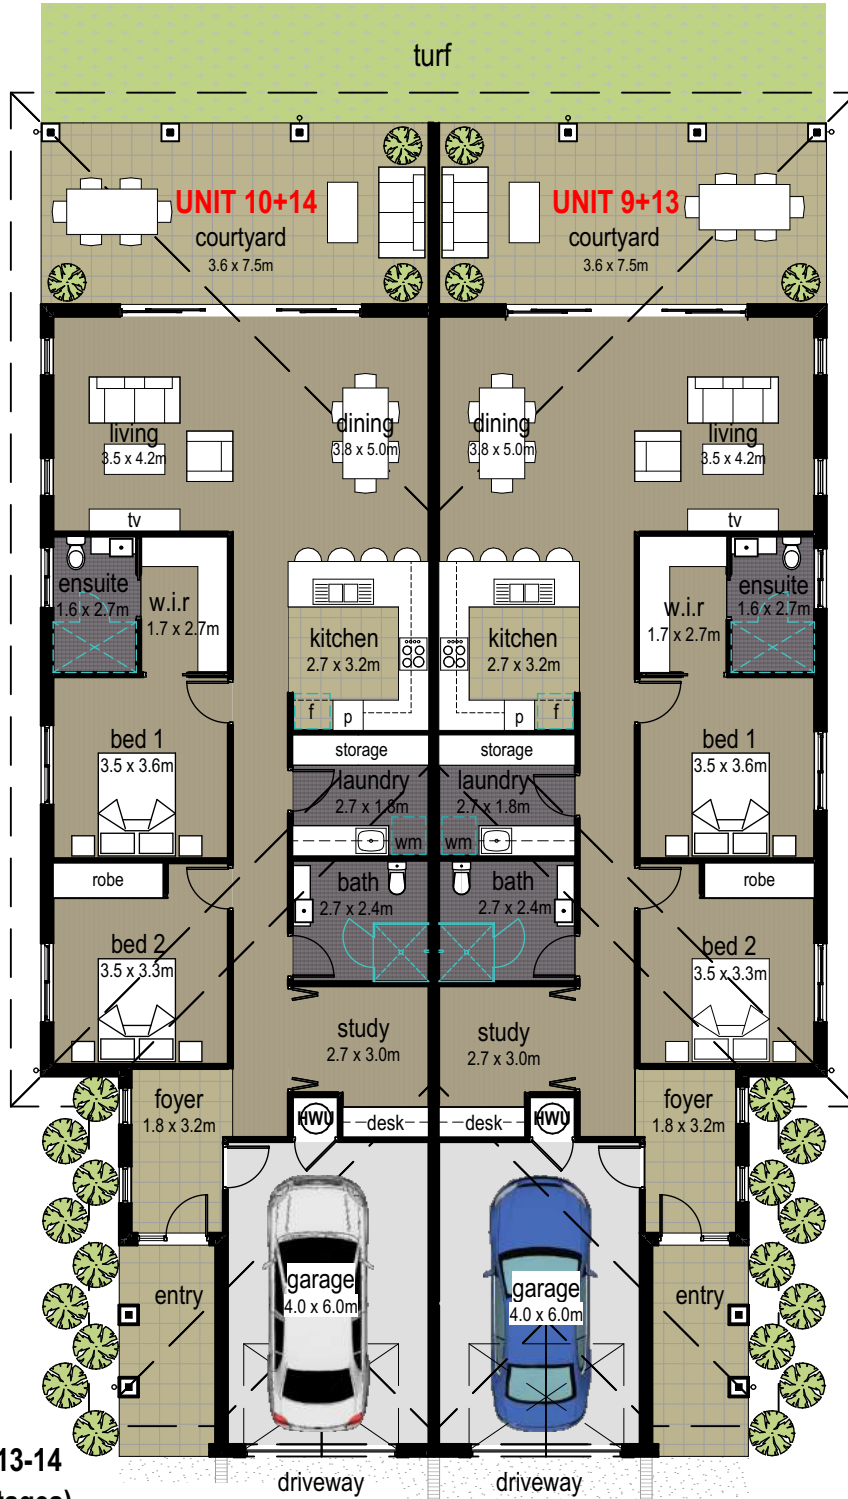 turf
UNIT 10+14
courtyard
3.6 x 7.5m
UNIT 9+13
courtyard
3.6 x 7.5m
living
3.5 x 4.2m
dining
3.8 x 5.0m
dining
3.8 x 5.0m
living
3.5 x 4.2m
tv
tv
ensuite
1.6 x 2.7m
w.i.r
1.7 x 2.7m
kitchen
2.7 x 3.2m
kitchen
2.7 x 3.2m
w.i.r
1.7 x 2.7m
ensuite
1.6 x 2.7m
f
p
p
f
bed 1
3.5 x 3.6m
storage
storage
bed 1
3.5 x 3.6m
laundry
2.7 x 1.8m
laundry
2.7 x 1.8m
wm
wm
robe
bath
2.7 x 2.4m
bath
2.7 x 2.4m
robe
bed 2
3.5 x 3.3m
bed 2
3.5 x 3.3m
study
2.7 x 3.0m
study
2.7 x 3.0m
foyer
1.8 x 3.2m
HWU
desk
desk
HWU
foyer
1.8 x 3.2m
entry
garage
4.0 x 6.0m
garage
4.0 x 6.0m
entry
13-14
driveway
driveway